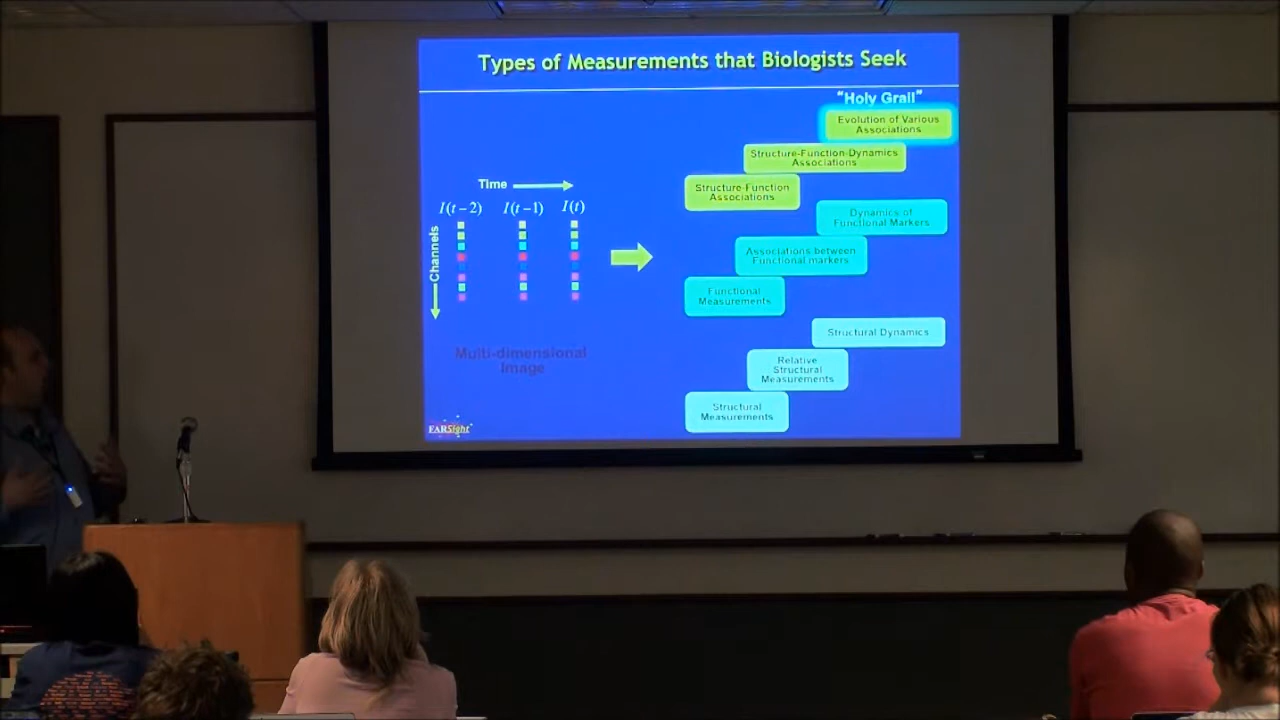 Types of Measurements that Biologists Seek
"Holy Grail"
Evolution of Various
Associations
Structure-Function-Dynamics
Associations
Structure-Function
Associations
Dynamics of
Functional Markers
Associations between
Functional markers
Functional
Measurements
Structural Dynamics
Relative
Structural
Measurements
Structural
Measurements
Time
I(t−2) I(t−1) I(t)
Channels
Multi-dimensional
Image
FARSight